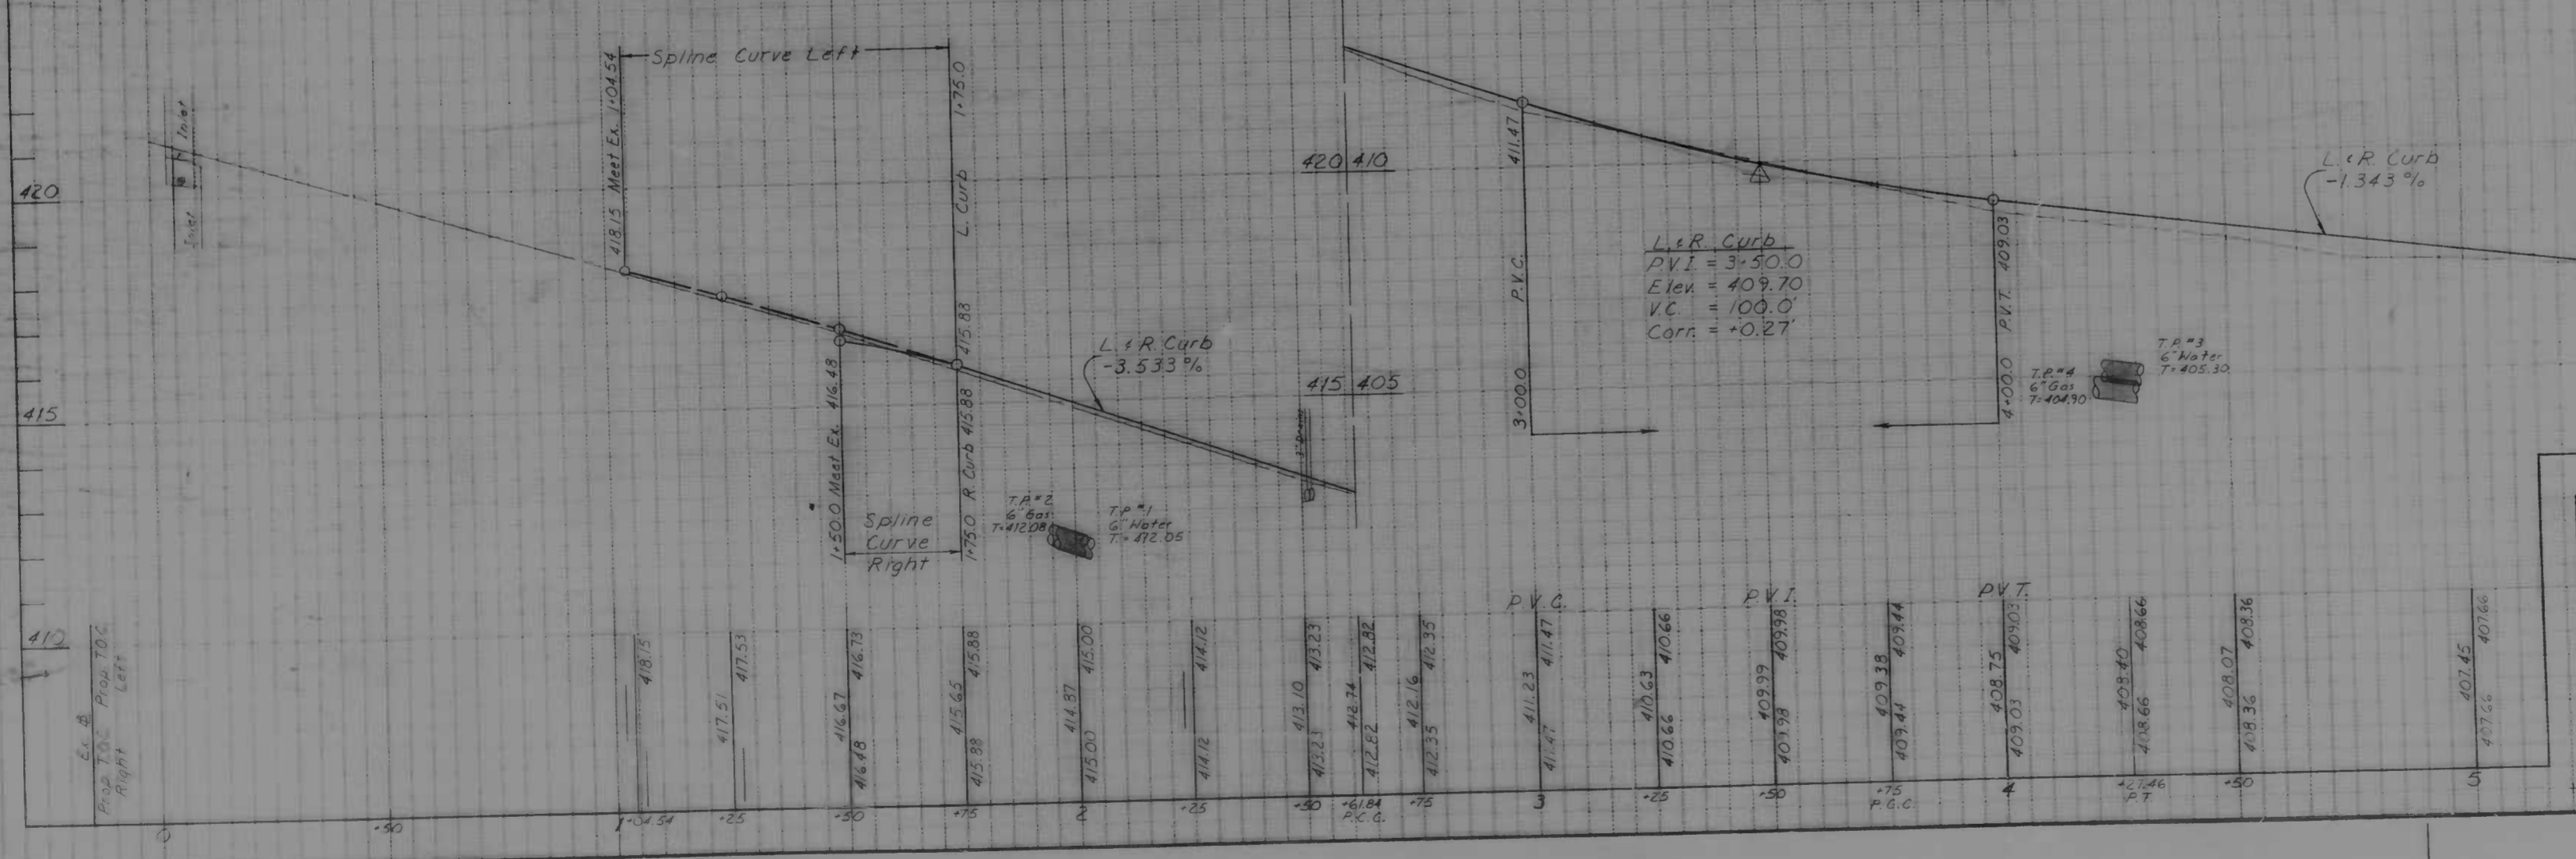 Spline Curve Left
418.15 Meet Ex. 1+04.54
L. Curb 1+75.0
415.88
Inlet
Inlet
420
415
410
1+50.0 Meet Ex. 416.48
1+75.0 R. Curb 415.88
Spline
Curve
Right
L. & R. Curb
-3.533%
T.P. #2
6" Gas
T=412.08
T.P. #1
6" Water
T.=412.05
420 410
415 405
3+00.0 P.V.C. 411.47
L. & R. Curb
P.V.I. = 3+50.0
Elev. = 409.70
V.C. = 100.0'
Corr. = +0.27'
4+00.0 P.V.T. 409.03
T.P. #4
6" Gas
T=404.90
T.P. #3
6" Water
T=405.30
L. & R. Curb
-1.343%
P.V.C. P.V.I. P.V.T.
Prop. T.O.C. Right
Ex. ⅊
Prop. T.O.C. Left
418.15
417.51 417.53
416.67 416.48 416.73
415.65 415.88 415.88
414.87 415.00 415.00
414.12 414.12
413.10 413.23 413.23
412.74 412.82 412.82
412.16 412.35 412.35
411.23 411.47 411.47
410.63 410.66 410.66
409.99 409.98 409.98
409.38 409.44 409.44
408.75 409.03 409.03
408.40 408.66 408.66
408.07 408.36 408.36
407.45 407.66 407.66
0 +50 1+04.54 +25 +50 +75 2 +25 +50 +61.84 +75 3 +25 +50 +75 4 +27.46 +50 5
P.C.C. P.C.C. P.T.